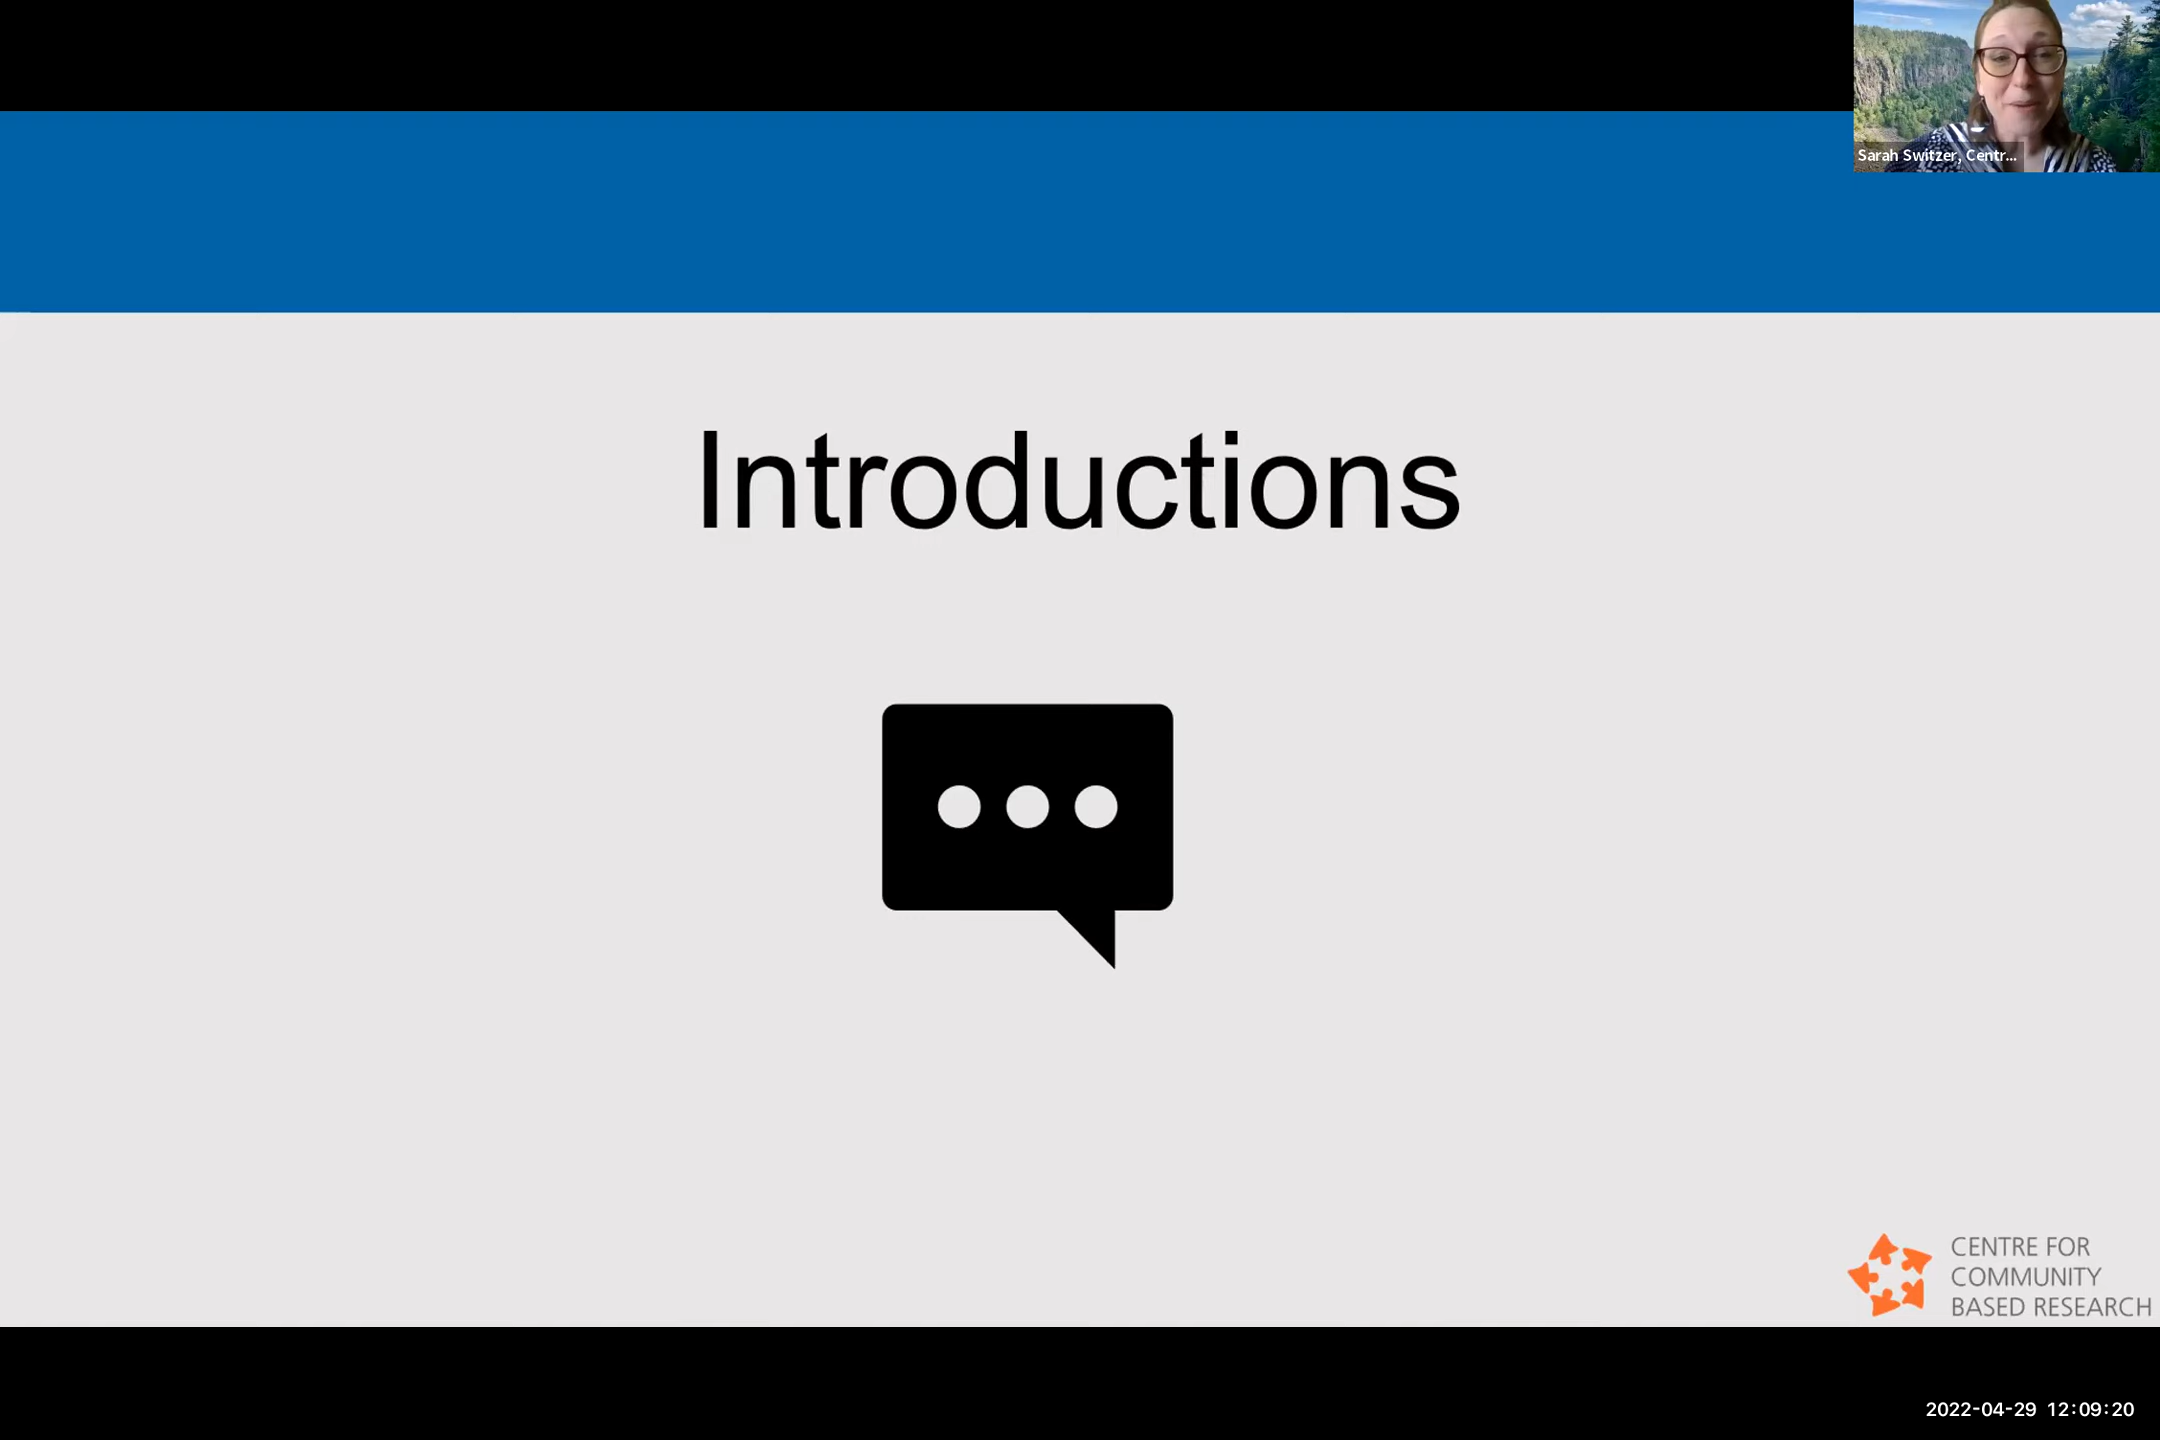 Sarah Switzer, Centr...
Introductions
CENTRE FOR
COMMUNITY
BASED RESEARCH
2022-04-29 12:09:20